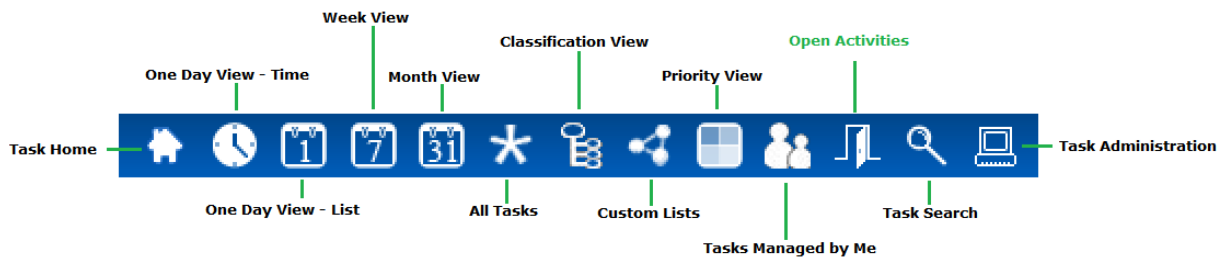 Week View
Classification View
Open Activities
One Day View - Time
Month View
Priority View
Task Home
1
7
31
Task Administration
One Day View - List
All Tasks
Custom Lists
Task Search
Tasks Managed by Me